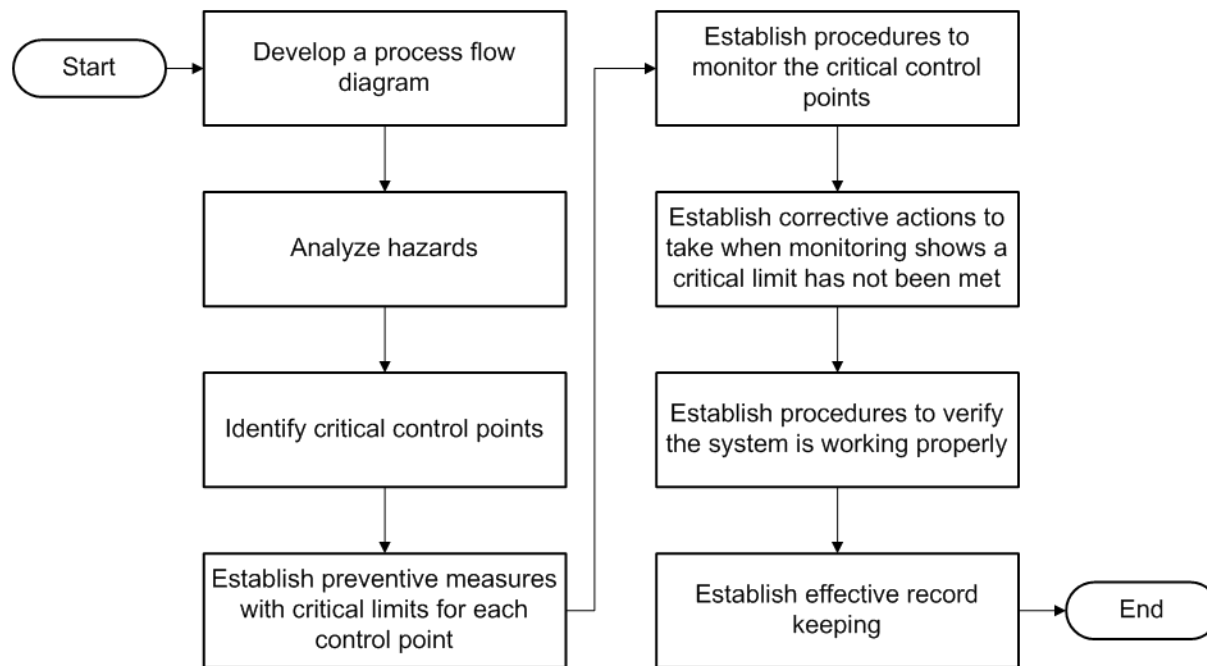 Start
Develop a process flow
diagram
Analyze hazards
Identify critical control points
Establish preventive measures
with critical limits for each
control point
Establish procedures to
monitor the critical control
points
Establish corrective actions to
take when monitoring shows a
critical limit has not been met
Establish procedures to verify
the system is working properly
Establish effective record
keeping
End